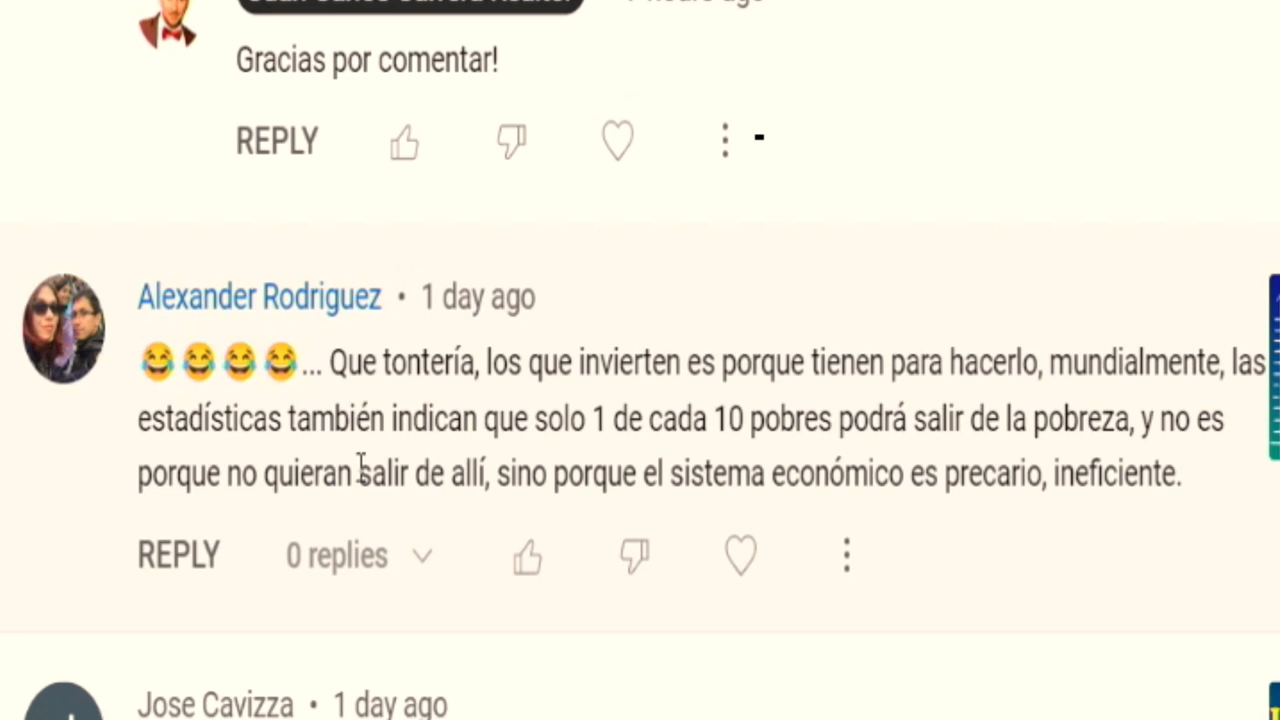 Gracias por comentar!
REPLY
Alexander Rodriguez • 1 day ago
😂😂😂😂... Que tontería, los que invierten es porque tienen para hacerlo, mundialmente, las
estadísticas también indican que solo 1 de cada 10 pobres podrá salir de la pobreza, y no es
porque no quieran salir de allí, sino porque el sistema económico es precario, ineficiente.
REPLY 0 replies
Jose Cavizza • 1 day ago